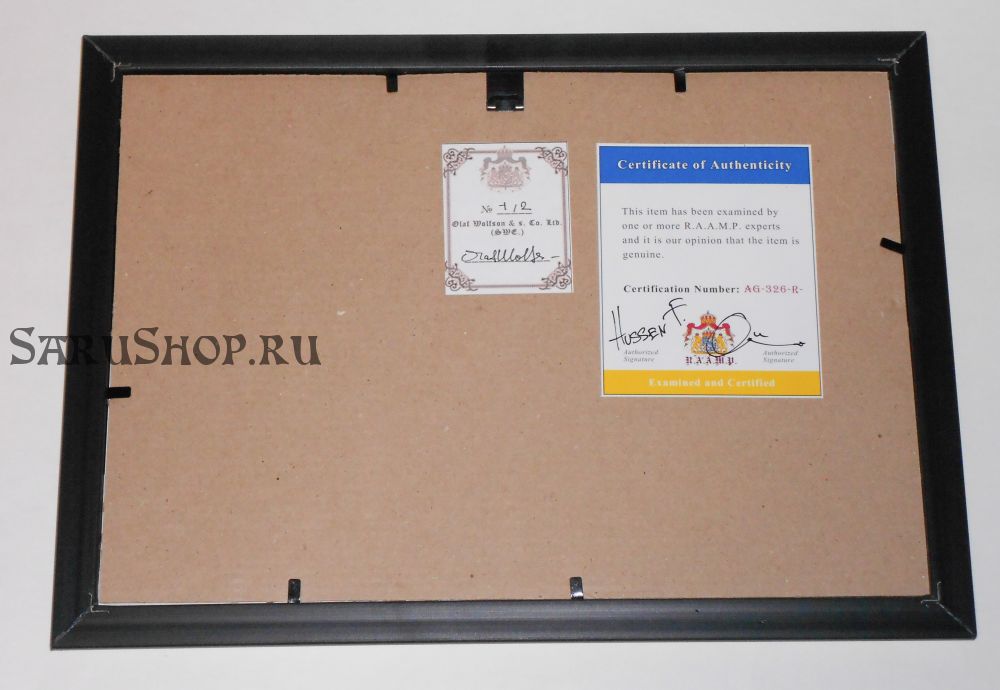 Certificate of Authenticity
This item has been examined by
one or more R.A.A.M.P. experts
and it is our opinion that the item is
genuine.
Certification Number: AG-326-R-
HUSSEN F.
Authorized
Signature
Authorized
Signature
R.A.A.M.P.
Examined and Certified
№ 1/2
Olaf Wolfson & s. Co. Ltd.
(SWE.)
SARUSHOP.RU